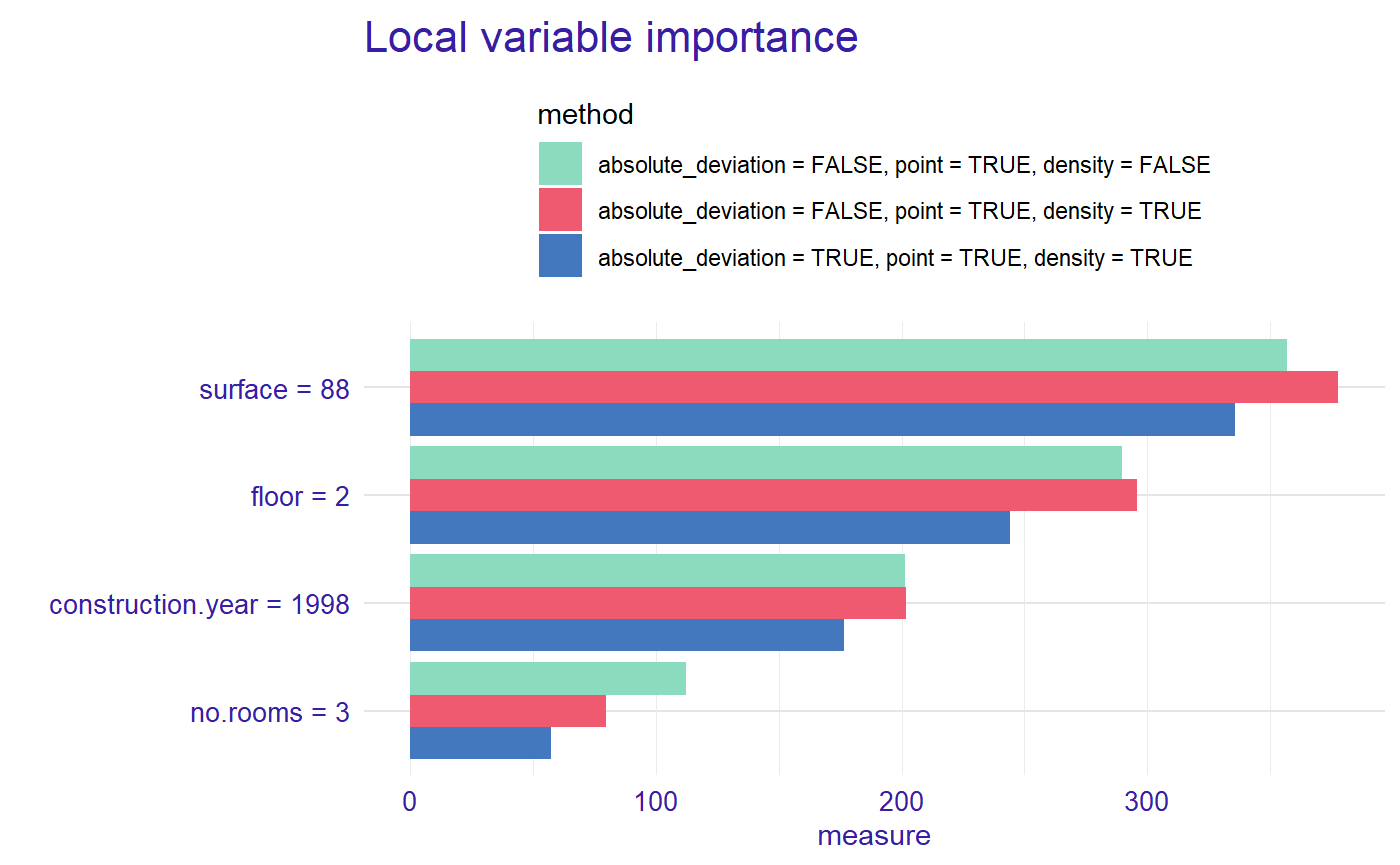 Local variable importance
method
absolute_deviation = FALSE, point = TRUE, density = FALSE
absolute_deviation = FALSE, point = TRUE, density = TRUE
absolute_deviation = TRUE, point = TRUE, density = TRUE
surface = 88
floor = 2
construction.year = 1998
no.rooms = 3
0 100 200 300
measure